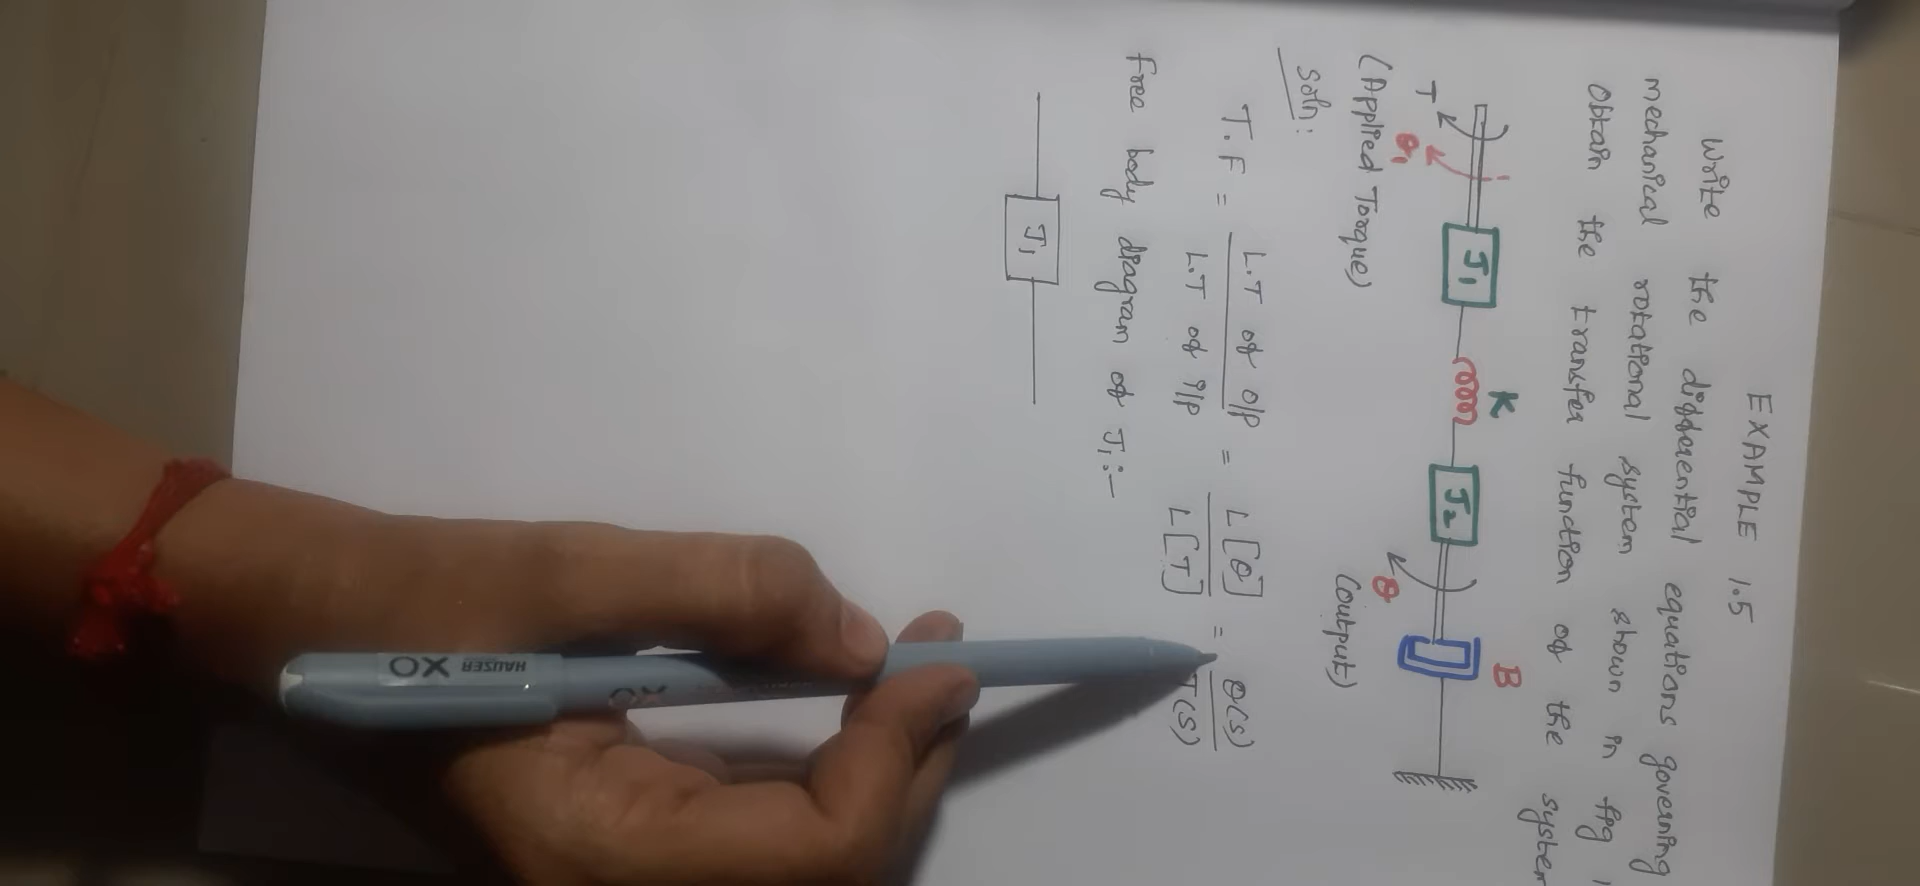 EXAMPLE 1.5
Write the differential equations governing
mechanical rotational system shown in fig 1
Obtain the transfer function of the system
T θ₁ J₁ K J₂ θ B
(Applied Torque) (output)
Soln:
T.F = L.T of o/p / L.T of i/p = L[θ] / L[T] = θ(s) / T(s)
Free body diagram of J₁:-
J₁
HAUSER XO
XO